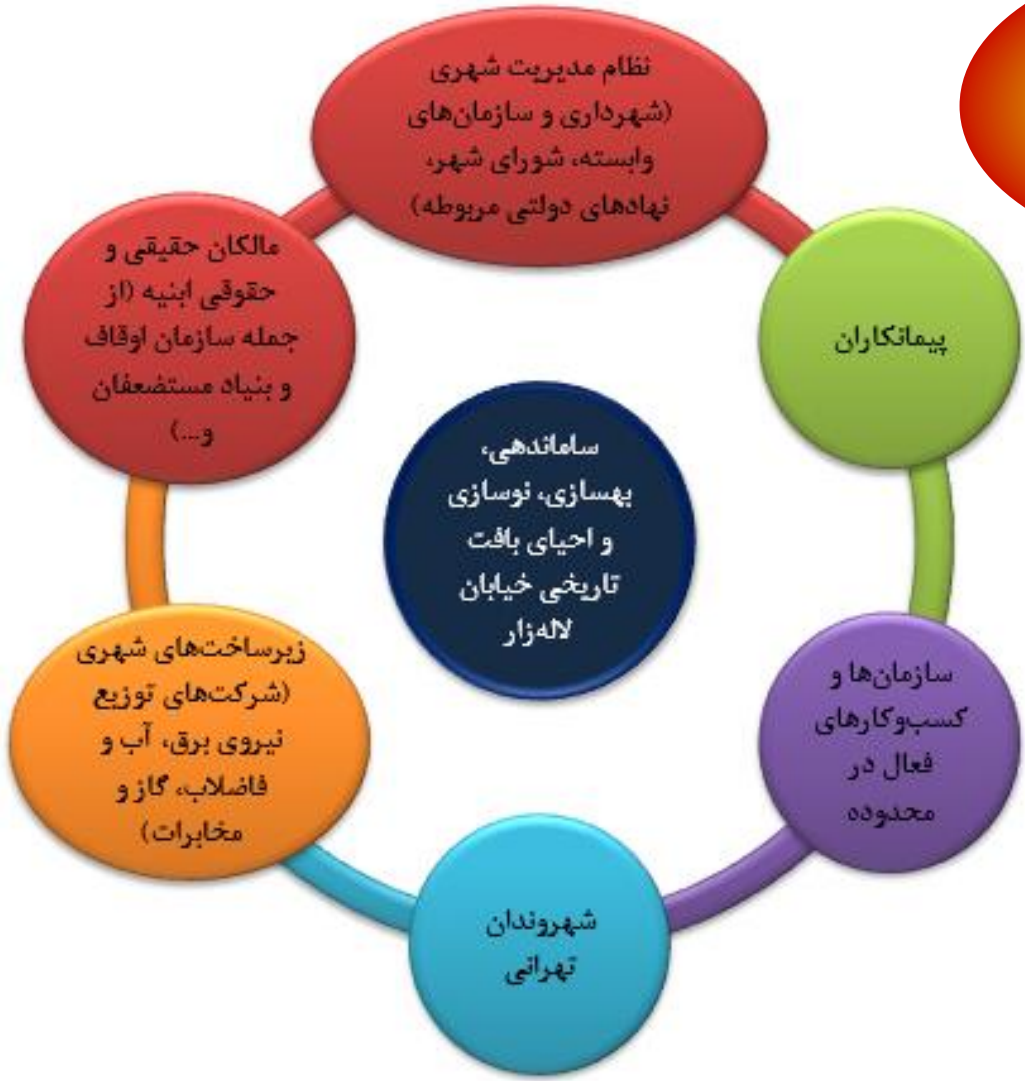 نظام مدیریت شهری
(شهرداری و سازمان‌های
وابسته، شورای شهر،
نهادهای دولتی مربوطه)
پیمانکاران
سازمان‌ها و
کسب‌وکارهای
فعال در
محدوده
شهروندان
تهرانی
زیرساخت‌های شهری
(شرکت‌های توزیع
نیروی برق، آب و
فاضلاب، گاز و
مخابرات)
مالکان حقیقی و
حقوقی ابنیه (از
جمله سازمان اوقاف
و بنیاد مستضعفان
و...)
ساماندهی،
بهسازی، نوسازی
و احیای بافت
تاریخی خیابان
لاله‌زار